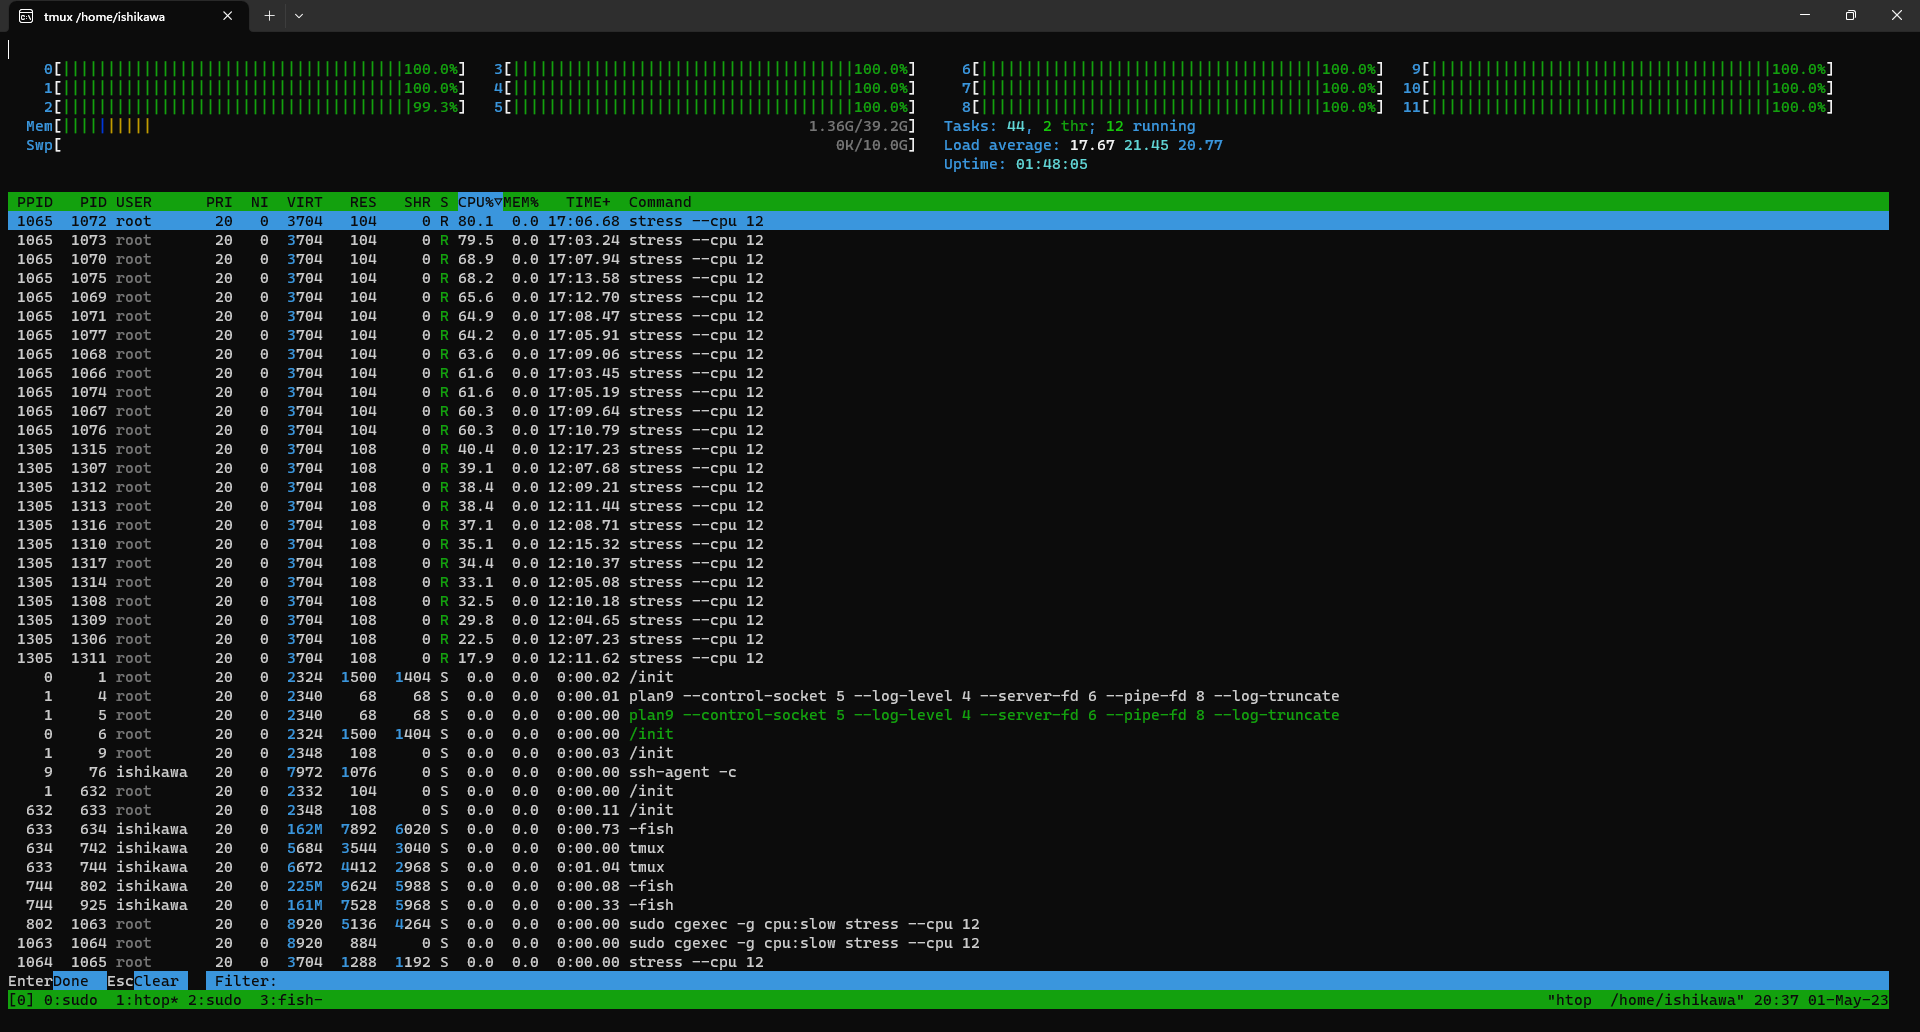 tmux /home/ishikawa
0[100.0%] 3[100.0%] 6[100.0%] 9[100.0%]
1[100.0%] 4[100.0%] 7[100.0%] 10[100.0%]
2[99.3%] 5[100.0%] 8[100.0%] 11[100.0%]
Mem[1.36G/39.2G] Tasks: 44, 2 thr; 12 running
Swp[0K/10.0G] Load average: 17.67 21.45 20.77
Uptime: 01:48:05
PPID PID USER PRI NI VIRT RES SHR S CPU%▽MEM% TIME+ Command
1065 1072 root 20 0 3704 104 0 R 80.1 0.0 17:06.68 stress --cpu 12
1065 1073 root 20 0 3704 104 0 R 79.5 0.0 17:03.24 stress --cpu 12
1065 1070 root 20 0 3704 104 0 R 68.9 0.0 17:07.94 stress --cpu 12
1065 1075 root 20 0 3704 104 0 R 68.2 0.0 17:13.58 stress --cpu 12
1065 1069 root 20 0 3704 104 0 R 65.6 0.0 17:12.70 stress --cpu 12
1065 1071 root 20 0 3704 104 0 R 64.9 0.0 17:08.47 stress --cpu 12
1065 1077 root 20 0 3704 104 0 R 64.2 0.0 17:05.91 stress --cpu 12
1065 1068 root 20 0 3704 104 0 R 63.6 0.0 17:09.06 stress --cpu 12
1065 1066 root 20 0 3704 104 0 R 61.6 0.0 17:03.45 stress --cpu 12
1065 1074 root 20 0 3704 104 0 R 61.6 0.0 17:05.19 stress --cpu 12
1065 1067 root 20 0 3704 104 0 R 60.3 0.0 17:09.64 stress --cpu 12
1065 1076 root 20 0 3704 104 0 R 60.3 0.0 17:10.79 stress --cpu 12
1305 1315 root 20 0 3704 108 0 R 40.4 0.0 12:17.23 stress --cpu 12
1305 1307 root 20 0 3704 108 0 R 39.1 0.0 12:07.68 stress --cpu 12
1305 1312 root 20 0 3704 108 0 R 38.4 0.0 12:09.21 stress --cpu 12
1305 1313 root 20 0 3704 108 0 R 38.4 0.0 12:11.44 stress --cpu 12
1305 1316 root 20 0 3704 108 0 R 37.1 0.0 12:08.71 stress --cpu 12
1305 1310 root 20 0 3704 108 0 R 35.1 0.0 12:15.32 stress --cpu 12
1305 1317 root 20 0 3704 108 0 R 34.4 0.0 12:10.37 stress --cpu 12
1305 1314 root 20 0 3704 108 0 R 33.1 0.0 12:05.08 stress --cpu 12
1305 1308 root 20 0 3704 108 0 R 32.5 0.0 12:10.18 stress --cpu 12
1305 1309 root 20 0 3704 108 0 R 29.8 0.0 12:04.65 stress --cpu 12
1305 1306 root 20 0 3704 108 0 R 22.5 0.0 12:07.23 stress --cpu 12
1305 1311 root 20 0 3704 108 0 R 17.9 0.0 12:11.62 stress --cpu 12
0 1 root 20 0 2324 1500 1404 S 0.0 0.0 0:00.02 /init
1 4 root 20 0 2340 68 68 S 0.0 0.0 0:00.01 plan9 --control-socket 5 --log-level 4 --server-fd 6 --pipe-fd 8 --log-truncate
1 5 root 20 0 2340 68 68 S 0.0 0.0 0:00.00 plan9 --control-socket 5 --log-level 4 --server-fd 6 --pipe-fd 8 --log-truncate
0 6 root 20 0 2324 1500 1404 S 0.0 0.0 0:00.00 /init
1 9 root 20 0 2348 108 0 S 0.0 0.0 0:00.03 /init
9 76 ishikawa 20 0 7972 1076 0 S 0.0 0.0 0:00.00 ssh-agent -c
1 632 root 20 0 2332 104 0 S 0.0 0.0 0:00.00 /init
632 633 root 20 0 2348 108 0 S 0.0 0.0 0:00.11 /init
633 634 ishikawa 20 0 162M 7892 6020 S 0.0 0.0 0:00.73 -fish
634 742 ishikawa 20 0 5684 3544 3040 S 0.0 0.0 0:00.00 tmux
633 744 ishikawa 20 0 6672 4412 2968 S 0.0 0.0 0:01.04 tmux
744 802 ishikawa 20 0 225M 9624 5988 S 0.0 0.0 0:00.08 -fish
744 925 ishikawa 20 0 161M 7528 5968 S 0.0 0.0 0:00.33 -fish
802 1063 root 20 0 8920 5136 4264 S 0.0 0.0 0:00.00 sudo cgexec -g cpu:slow stress --cpu 12
1063 1064 root 20 0 8920 884 0 S 0.0 0.0 0:00.00 sudo cgexec -g cpu:slow stress --cpu 12
1064 1065 root 20 0 3704 1288 1192 S 0.0 0.0 0:00.00 stress --cpu 12
EnterDone EscClear Filter:
[0] 0:sudo 1:htop* 2:sudo 3:fish- "htop /home/ishikawa" 20:37 01-May-23